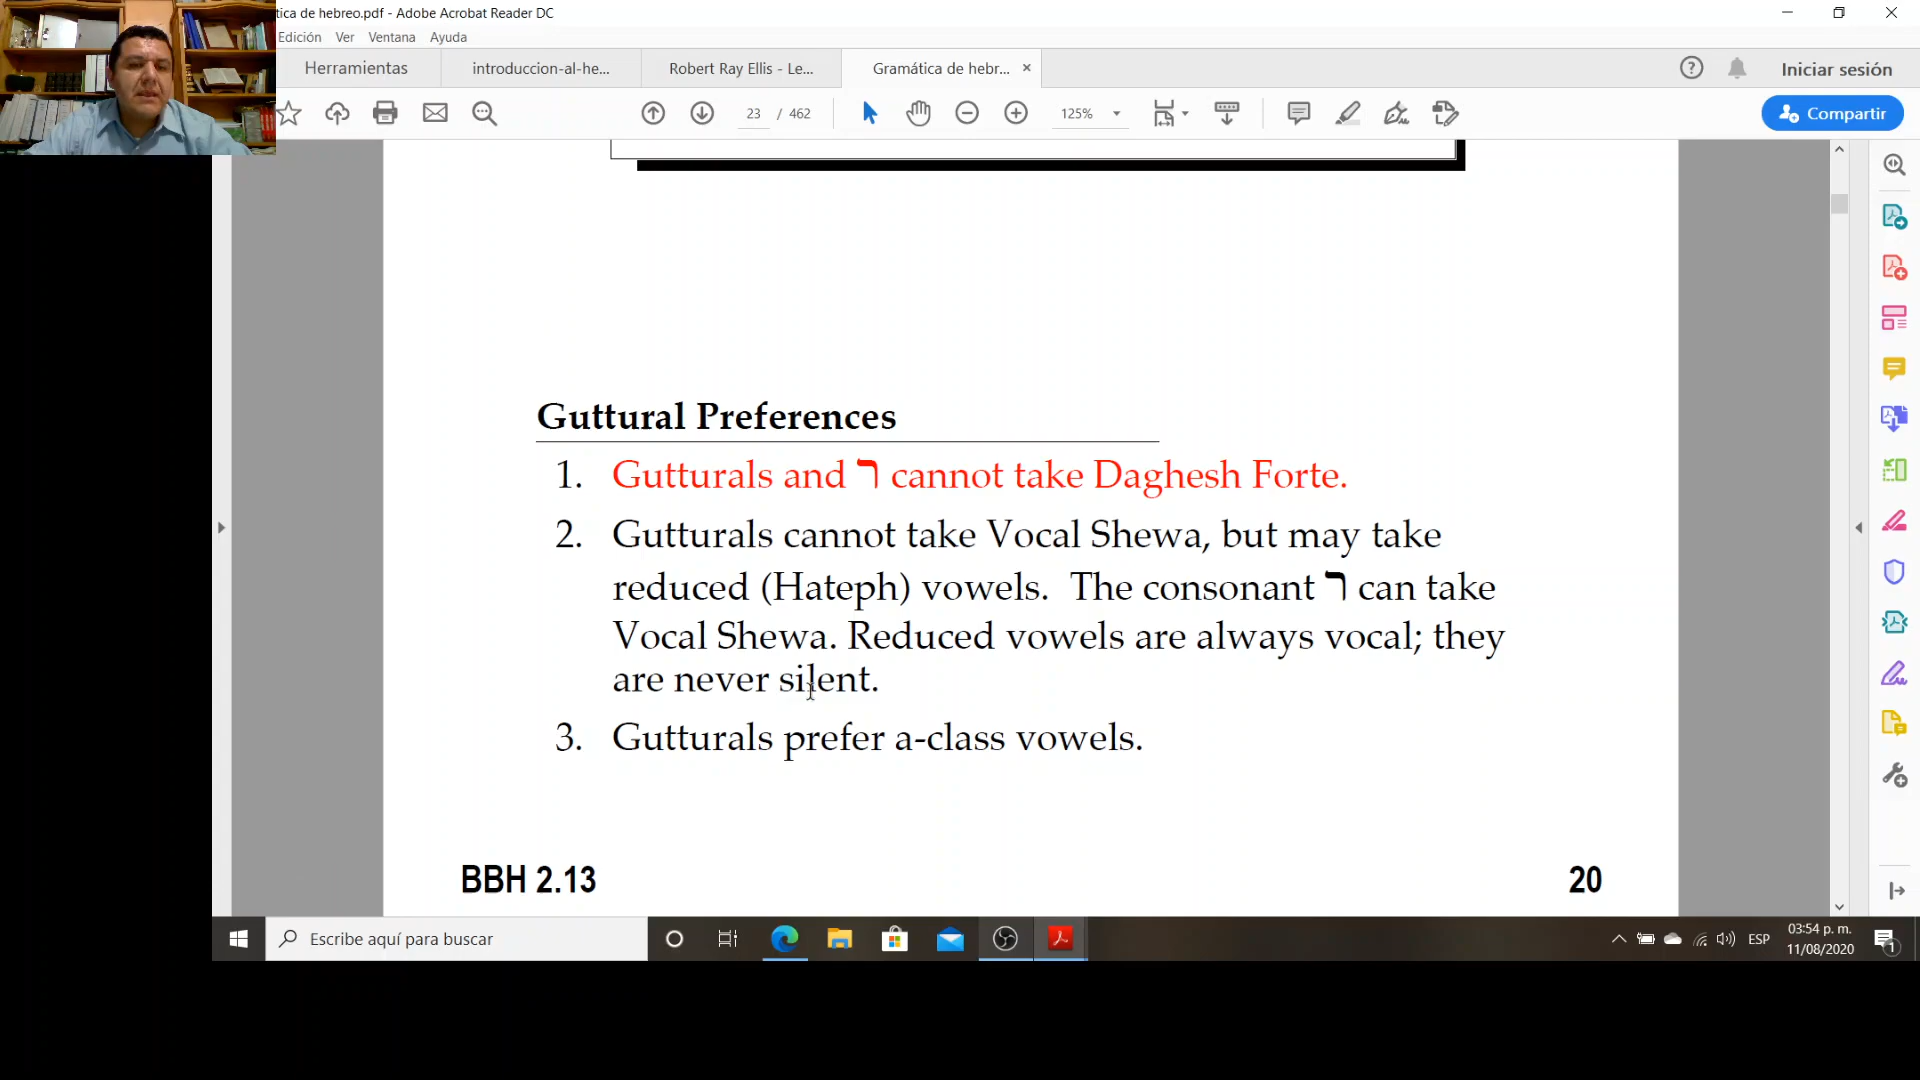 tica de hebreo.pdf - Adobe Acrobat Reader DC
Edición Ver Ventana Ayuda
Herramientas introduccion-al-he... Robert Ray Ellis - Le... Gramática de hebr... ×
Iniciar sesión
23 / 462
125%
Compartir
Guttural Preferences
1. Gutturals and ר cannot take Daghesh Forte.
2. Gutturals cannot take Vocal Shewa, but may take
reduced (Hateph) vowels. The consonant ר can take
Vocal Shewa. Reduced vowels are always vocal; they
are never silent.
3. Gutturals prefer a-class vowels.
BBH 2.13
20
Escribe aquí para buscar
ESP
03:54 p. m.
11/08/2020
1